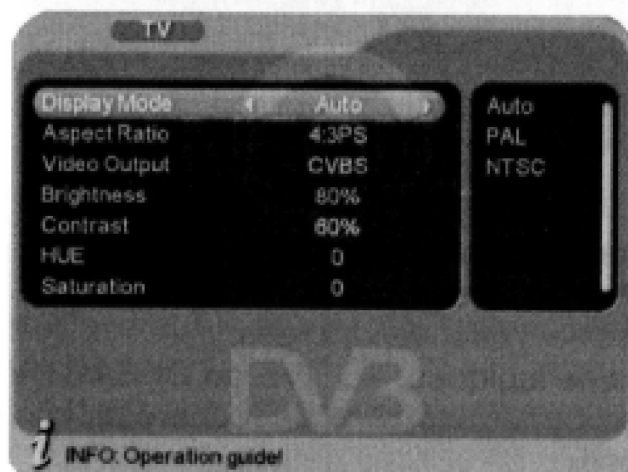 TV
Display Mode Auto
Aspect Ratio 4:3PS
Video Output CVBS
Brightness 80%
Contrast 60%
HUE 0
Saturation 0
Auto
PAL
NTSC
DVB
i INFO: Operation guide!